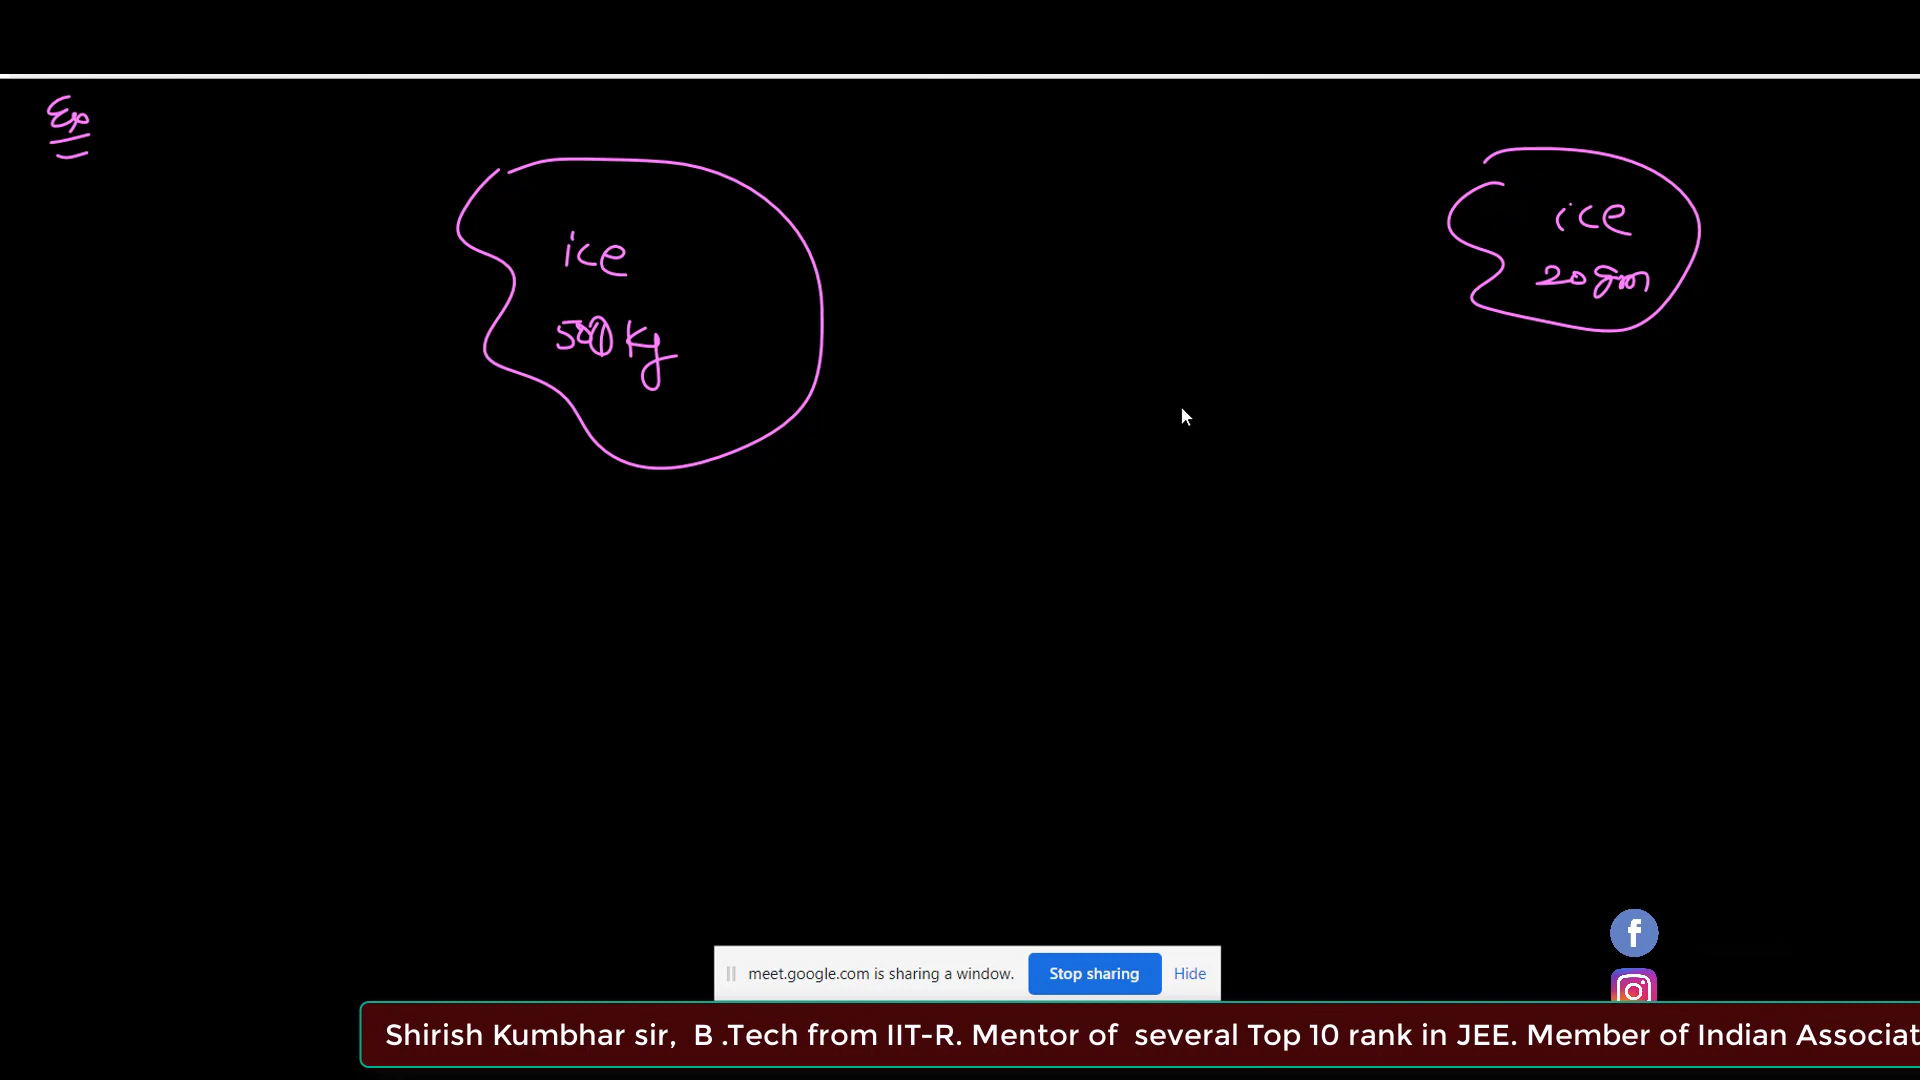 Ex
ice
500 Kg
ice
20 gm
meet.google.com is sharing a window. Stop sharing Hide
Shirish Kumbhar sir, B .Tech from IIT-R. Mentor of several Top 10 rank in JEE. Member of Indian Associat